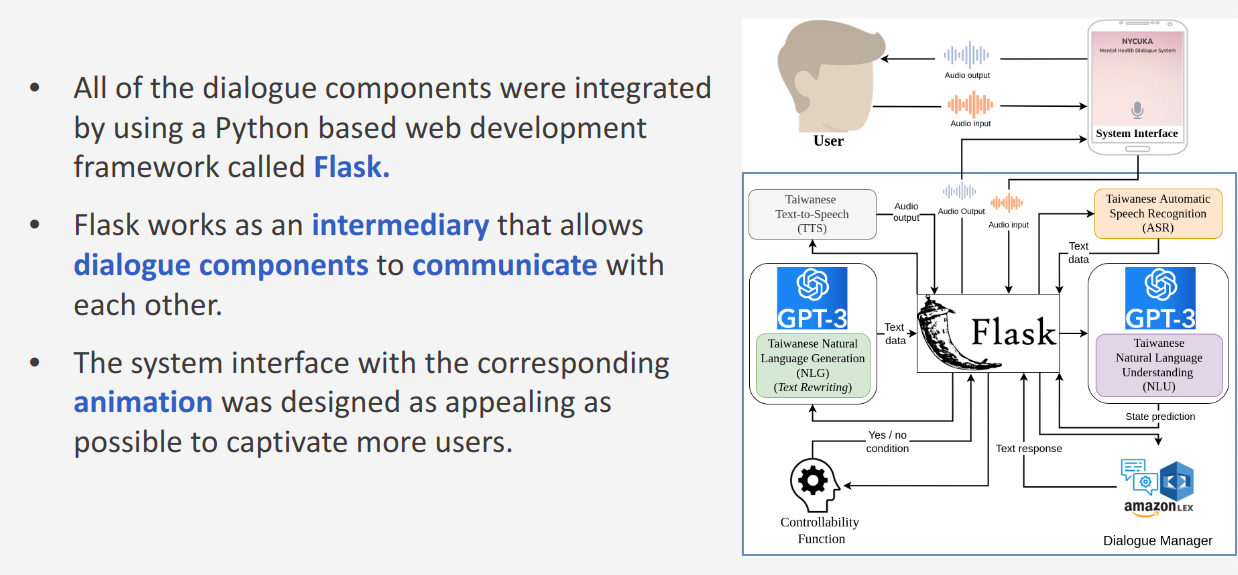 • All of the dialogue components were integrated
by using a Python based web development
framework called Flask.
• Flask works as an intermediary that allows
dialogue components to communicate with
each other.
• The system interface with the corresponding
animation was designed as appealing as
possible to captivate more users.
NYCUKA
Mental Health Dialogue System
Audio output
Audio input
User
System Interface
Taiwanese
Text-to-Speech
(TTS)
Audio
output
Audio Output
Audio input
Taiwanese Automatic
Speech Recognition
(ASR)
Text
data
GPT-3
Taiwanese Natural
Language Generation
(NLG)
(Text Rewriting)
Text
data
Flask
GPT-3
Taiwanese
Natural Language
Understanding
(NLU)
State prediction
Yes / no
condition
Text response
Controllability
Function
amazon LEX
Dialogue Manager